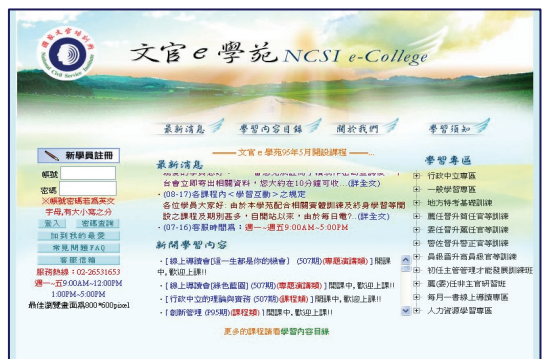 文官 e 學苑 NCSI e-College
最新消息
學習內容目錄
關於我們
學習須知
新學員註冊
帳號
密碼
※帳號密碼若為英文
字母,有大小寫之分
登入
密碼查詢
加到我的最愛
常見問題FAQ
客服信箱
服務熱線：02-26531653
週一~五9:00AM~12:00PM
1:00PM~5:00PM
最佳瀏覽畫面為800*600pixel
文官 e 學苑95年5月開設課程
最新消息
台會立即寄出相關資料，您大約在10分鐘可收...(詳全文)
‧(08-17)各課程內<學習互動>之規定
各位學員大家好: 由於本學苑配合相關實體訓練及終身學習等開
設之課程及期別甚多，自開站以來，由於每日電?..(詳全文)
‧(07-16)客服時間為：週一~週五9:00AM~5:00PM
新開學習內容
‧[ 線上導讀會[這一生都是你的機會] (507期)(專題演講類) ] 開課
中, 歡迎上課!!
‧[ 線上導讀會[綠色藍圖] (507期)(專題演講類) ] 開課中, 歡迎上課!!
‧[ 行政中立的理論與實務 (507期)(課程類) ] 開課中, 歡迎上課!!
‧[ 創新管理 (P95期)(課程類) ] 開課中, 歡迎上課!!
更多的課程請看學習內容目錄
學習專區
行政中立專區
一般學習專區
地方特考基礎訓練
薦任晉升簡任官等訓練
委任晉升薦任官等訓練
警佐晉升警正官等訓練
員級晉升高員級官等訓練
初任主管管理才能發展訓練班
薦(委)任非主管研習班
每月一書線上導讀專區
人力資源學習專區